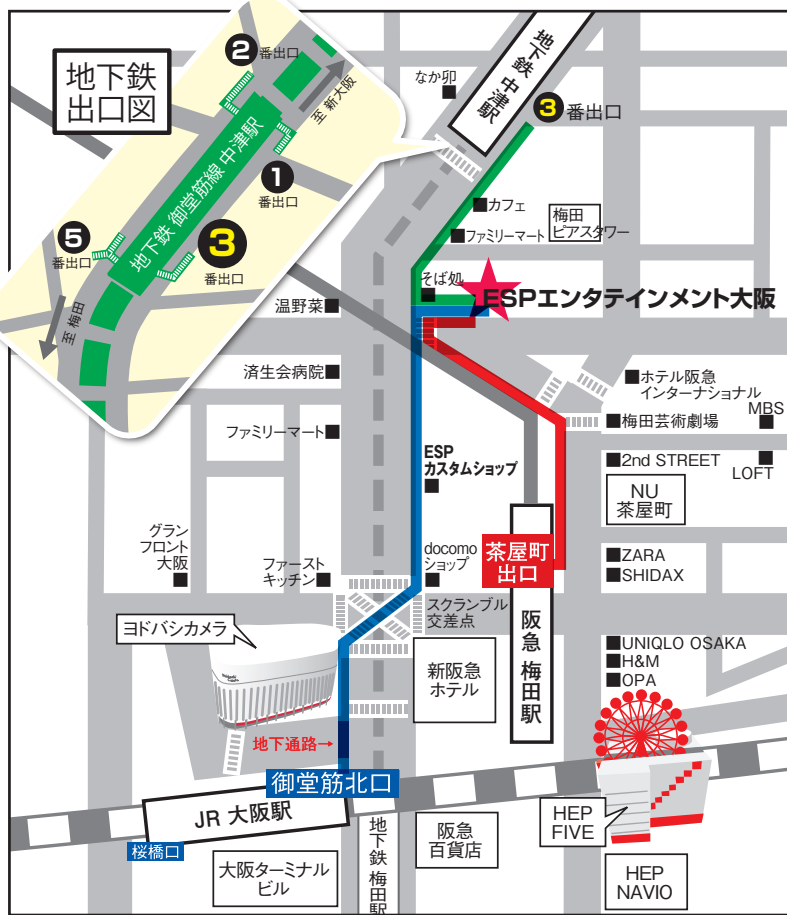 地下鉄
出口図
2
番出口
至 新大阪
地下鉄 御堂筋線 中津駅
1
番出口
5
番出口
3
番出口
至 梅田
地下鉄 中津駅
なか卯
3
番出口
カフェ
ファミリーマート
梅田
ピアスタワー
そば処
ESPエンタテインメント大阪
温野菜
済生会病院
ファミリーマート
ホテル阪急
インターナショナル
梅田芸術劇場
MBS
2nd STREET
LOFT
NU
茶屋町
ESP
カスタムショップ
グラン
フロント
大阪
ファースト
キッチン
docomo
ショップ
茶屋町
出口
ZARA
SHIDAX
スクランブル
交差点
ヨドバシカメラ
新阪急
ホテル
阪急 梅田駅
UNIQLO OSAKA
H&M
OPA
地下通路→
御堂筋北口
JR 大阪駅
桜橋口
大阪ターミナル
ビル
地下鉄 梅田駅
阪急
百貨店
HEP
FIVE
HEP
NAVIO